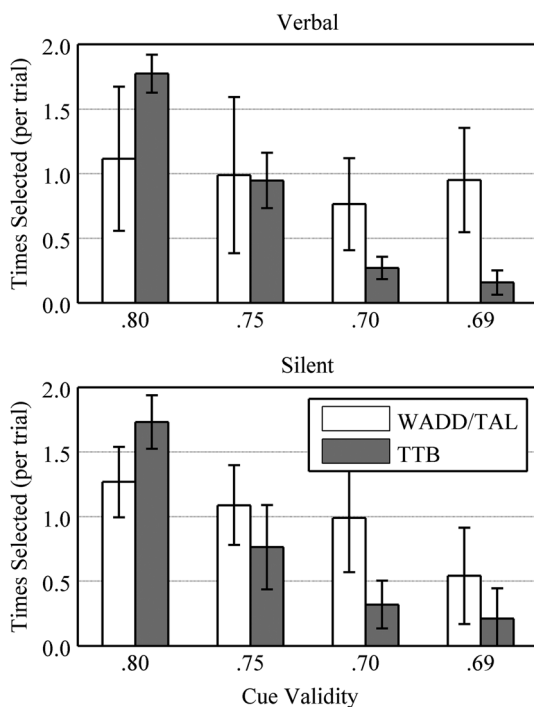 Verbal
Times Selected (per trial)
2.0
1.5
1.0
0.5
0.0
.80 .75 .70 .69
Silent
Times Selected (per trial)
2.0
1.5
1.0
0.5
0.0
WADD/TAL
TTB
.80 .75 .70 .69
Cue Validity